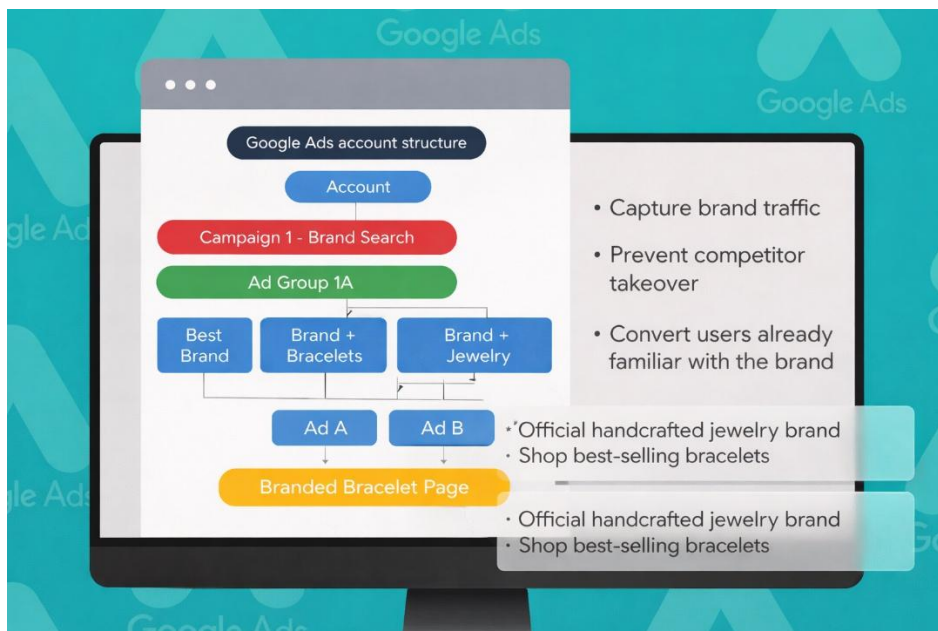 Google Ads
Google Ads
gle Ad
gle Ads
Google Ads
Google Ads account structure
Account
Campaign 1 - Brand Search
Ad Group 1A
Best
Brand
Brand +
Bracelets
Brand +
Jewelry
Ad A
Ad B
Branded Bracelet Page
• Capture brand traffic
• Prevent competitor
takeover
• Convert users already
familiar with the brand
• Official handcrafted jewelry brand
• Shop best-selling bracelets
• Official handcrafted jewelry brand
• Shop best-selling bracelets